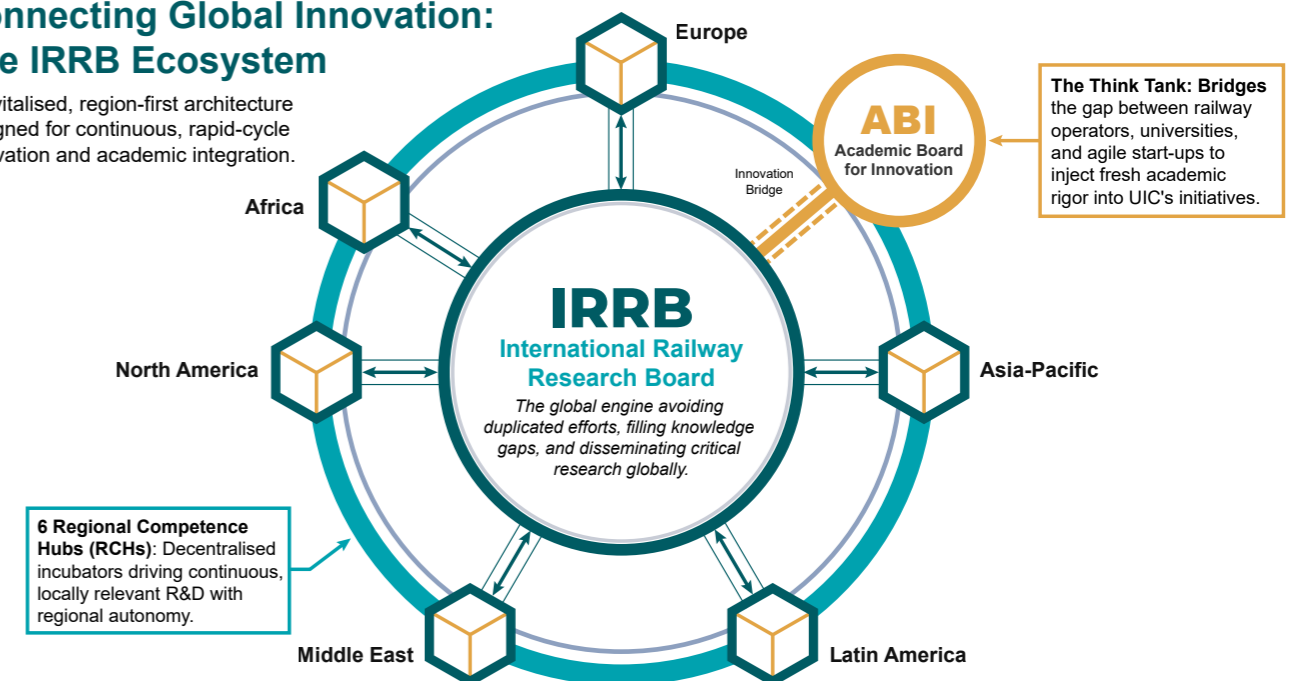 onnecting Global Innovation:
e IRRB Ecosystem
vitalised, region-first architecture
gned for continuous, rapid-cycle
vation and academic integration.
Europe
ABI
Academic Board
for Innovation
The Think Tank: Bridges
the gap between railway
operators, universities,
and agile start-ups to
inject fresh academic
rigor into UIC's initiatives.
Innovation
Bridge
Africa
IRRB
International Railway
Research Board
The global engine avoiding
duplicated efforts, filling knowledge
gaps, and disseminating critical
research globally.
North America
Asia-Pacific
6 Regional Competence
Hubs (RCHs): Decentralised
incubators driving continuous,
locally relevant R&D with
regional autonomy.
Middle East
Latin America